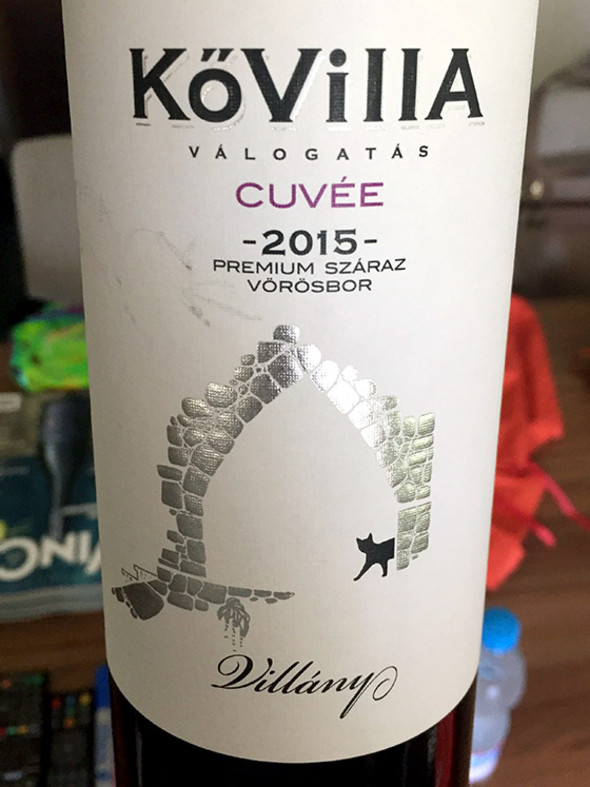 KőVillA
VÁLOGATÁS
CUVÉE
-2015-
PREMIUM SZÁRAZ
VÖRÖSBOR
Villány